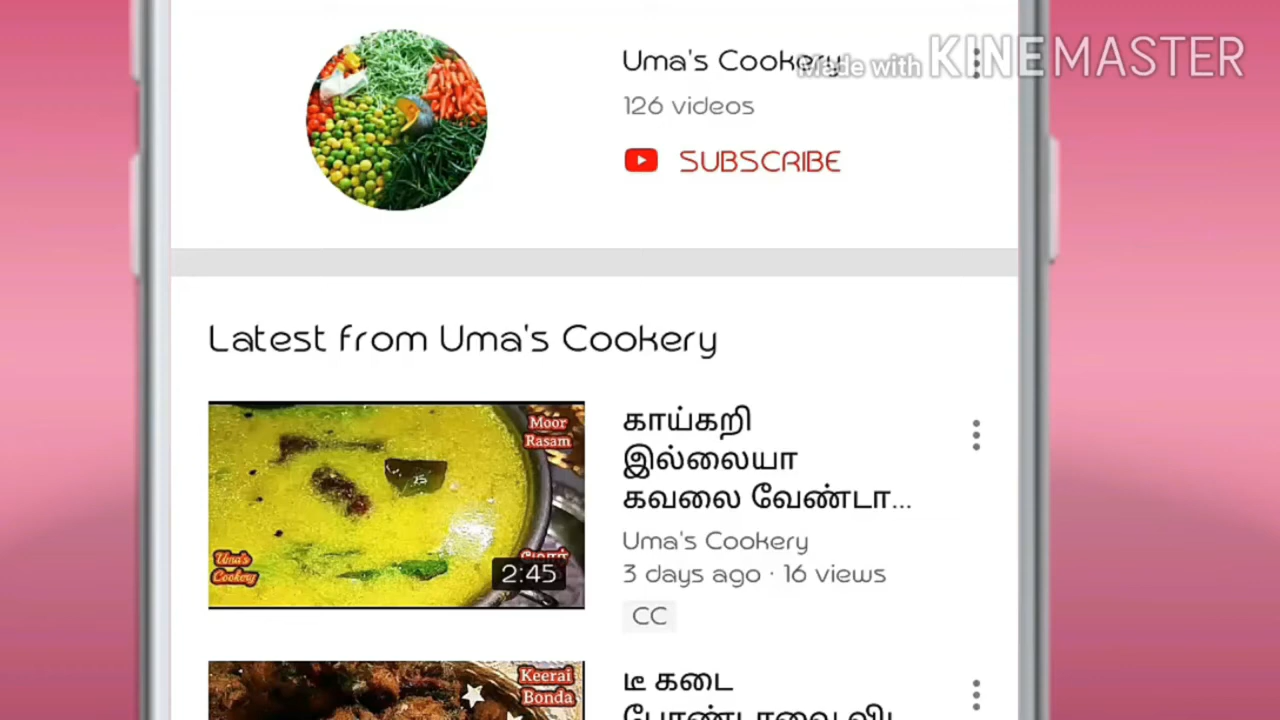 Uma's Cookery
Made with KINEMASTER
126 videos
SUBSCRIBE
Latest from Uma's Cookery
Moor
Rasam
Uma's
Cookery
மோர்
2:45
காய்கறி
இல்லையா
கவலை வேண்டா...
Uma's Cookery
3 days ago · 16 views
CC
Keerai
Bonda
டீ கடை